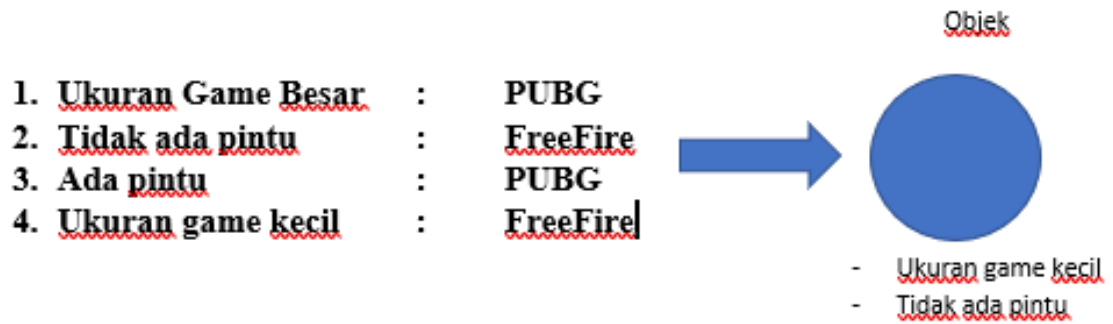 Objek
1. Ukuran Game Besar : PUBG
2. Tidak ada pintu : FreeFire
3. Ada pintu : PUBG
4. Ukuran game kecil : FreeFire
- Ukuran game kecil
- Tidak ada pintu